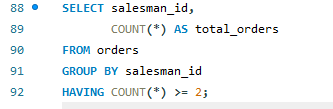 88 SELECT salesman_id,
89 COUNT(*) AS total_orders
90 FROM orders
91 GROUP BY salesman_id
92 HAVING COUNT(*) >= 2;